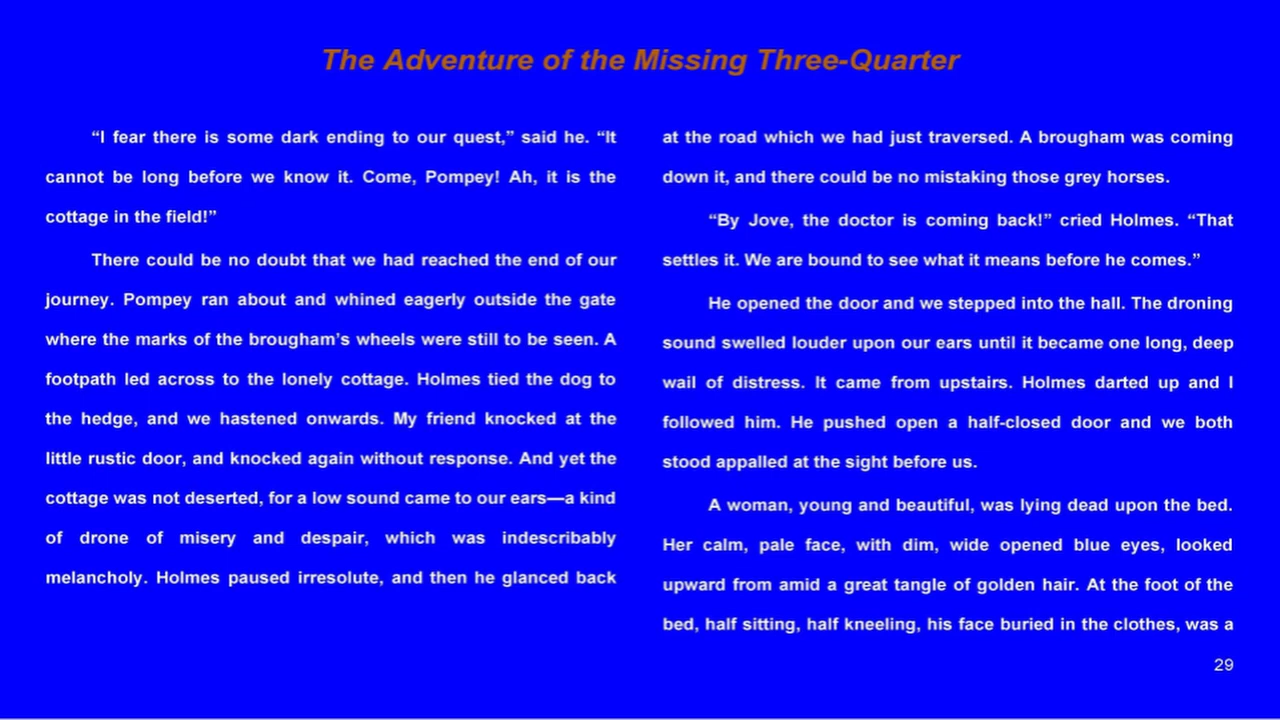 The Adventure of the Missing Three-Quarter
“I fear there is some dark ending to our quest,” said he. “It
cannot be long before we know it. Come, Pompey! Ah, it is the
cottage in the field!”
There could be no doubt that we had reached the end of our
journey. Pompey ran about and whined eagerly outside the gate
where the marks of the brougham’s wheels were still to be seen. A
footpath led across to the lonely cottage. Holmes tied the dog to
the hedge, and we hastened onwards. My friend knocked at the
little rustic door, and knocked again without response. And yet the
cottage was not deserted, for a low sound came to our ears—a kind
of drone of misery and despair, which was indescribably
melancholy. Holmes paused irresolute, and then he glanced back
at the road which we had just traversed. A brougham was coming
down it, and there could be no mistaking those grey horses.
“By Jove, the doctor is coming back!” cried Holmes. “That
settles it. We are bound to see what it means before he comes.”
He opened the door and we stepped into the hall. The droning
sound swelled louder upon our ears until it became one long, deep
wail of distress. It came from upstairs. Holmes darted up and I
followed him. He pushed open a half-closed door and we both
stood appalled at the sight before us.
A woman, young and beautiful, was lying dead upon the bed.
Her calm, pale face, with dim, wide opened blue eyes, looked
upward from amid a great tangle of golden hair. At the foot of the
bed, half sitting, half kneeling, his face buried in the clothes, was a
29